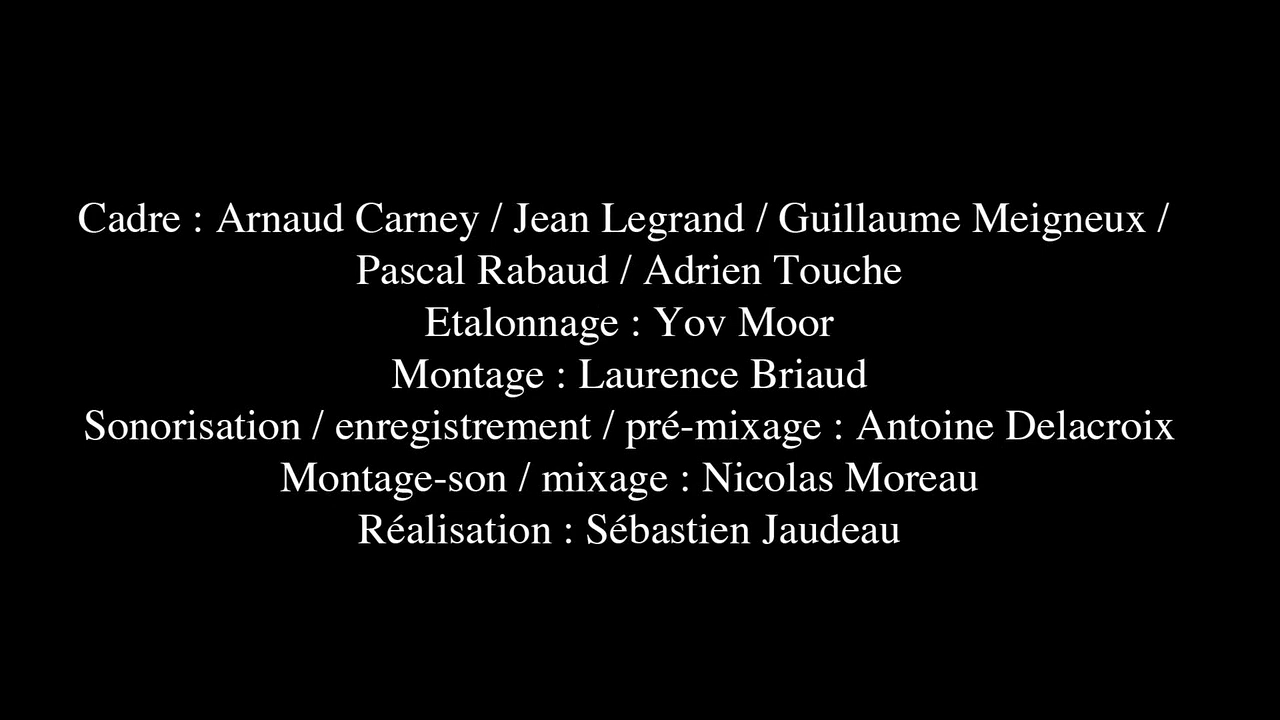 Cadre : Arnaud Carney / Jean Legrand / Guillaume Meigneux /
Pascal Rabaud / Adrien Touche
Etalonnage : Yov Moor
Montage : Laurence Briaud
Sonorisation / enregistrement / pré-mixage : Antoine Delacroix
Montage-son / mixage : Nicolas Moreau
Réalisation : Sébastien Jaudeau